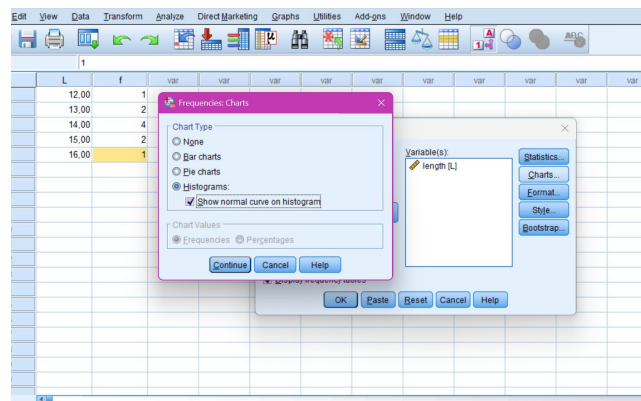 Edit View Data Transform Analyze Direct Marketing Graphs Utilities Add-ons Window Help
1
L f var var var var var var var var var
12,00 1
13,00 2
14,00 4
15,00 2
16,00 1
Frequencies: Charts
Chart Type
None
Bar charts
Pie charts
Histograms:
Show normal curve on histogram
Chart Values
Frequencies Percentages
Continue Cancel Help
Variable(s):
length [L]
Statistics...
Charts...
Format...
Style...
Bootstrap...
Display frequency tables
OK Paste Reset Cancel Help